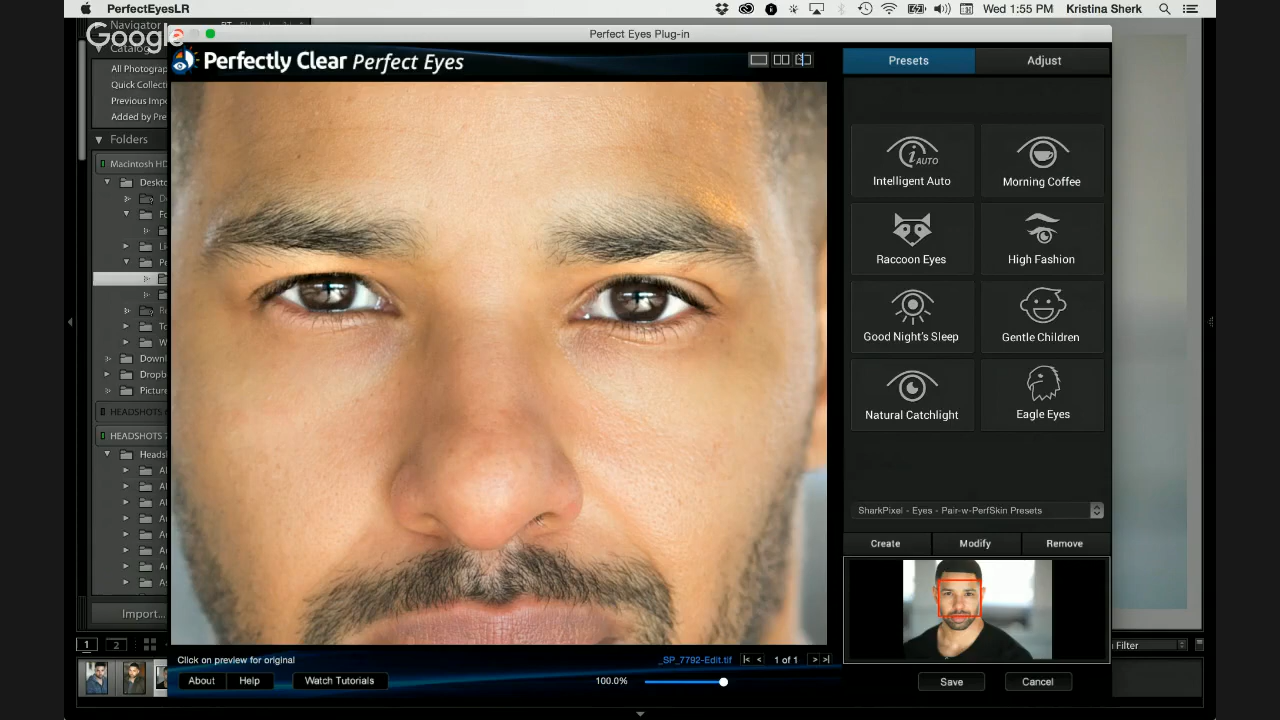 PerfectEyesLR
Wed 1:55 PM Kristina Sherk
Google
Navigator
Perfect Eyes Plug-in
Perfectly Clear Perfect Eyes
Presets
Adjust
All Photograp
Quick Collecti
Previous Impo
Added by Pre
Folders
Macintosh HD
Deskto
Downl
Dropb
Picture
HEADSHOTS
HEADSHOTS
Heads
Import...
1
2
Intelligent Auto
Morning Coffee
Raccoon Eyes
High Fashion
Good Night's Sleep
Gentle Children
Natural Catchlight
Eagle Eyes
SharkPixel - Eyes - Pair-w-PerfSkin Presets
Create
Modify
Remove
Filter
Click on preview for original
_SP_7792-Edit.tif
1 of 1
About
Help
Watch Tutorials
100.0%
Save
Cancel